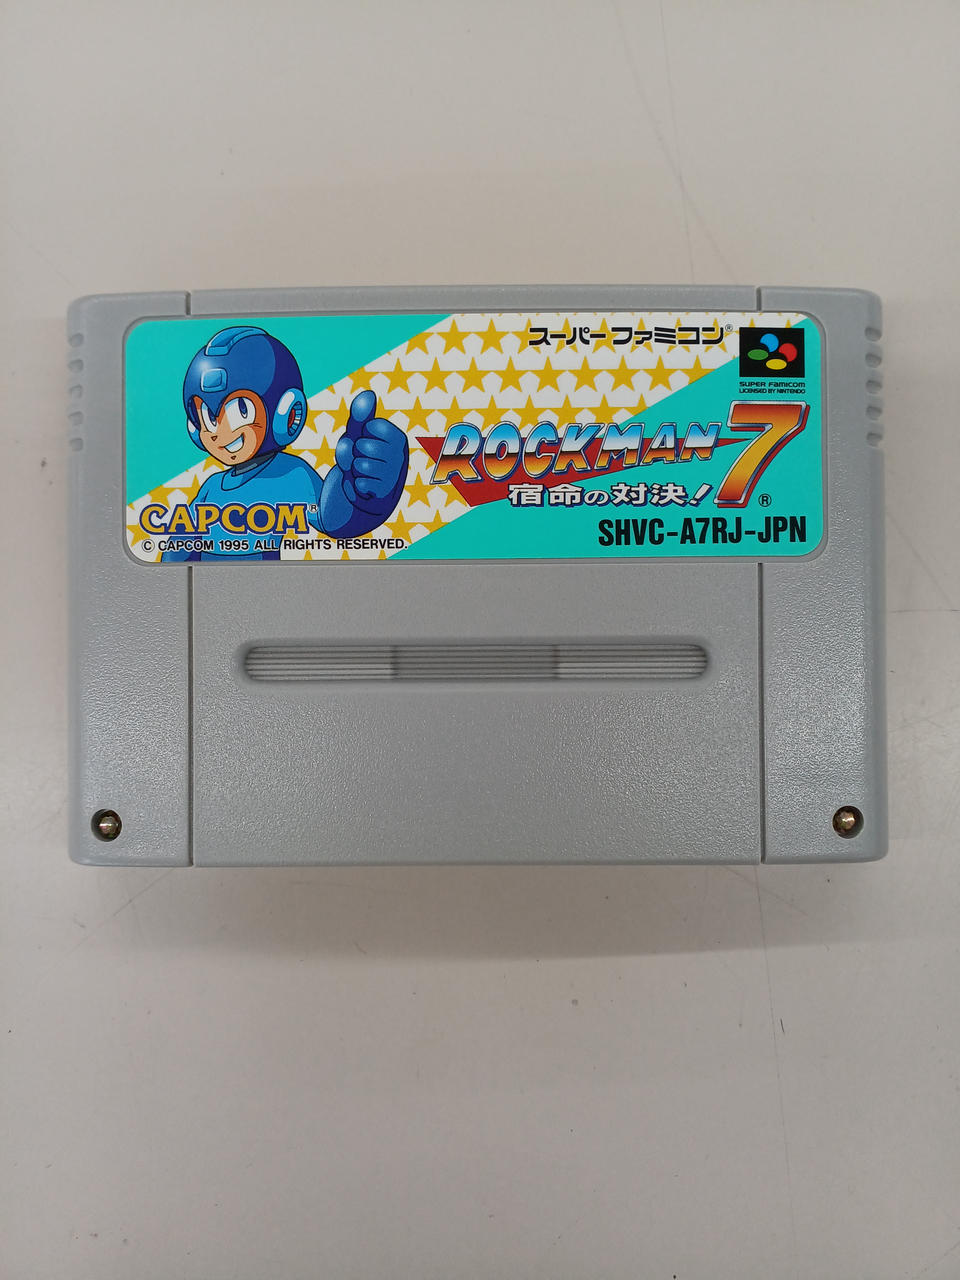 スーパーファミコン®
SUPER FAMICOM
LICENSED BY NINTENDO
ROCKMAN 7®
宿命の対決!
CAPCOM®
© CAPCOM 1995 ALL RIGHTS RESERVED.
SHVC-A7RJ-JPN